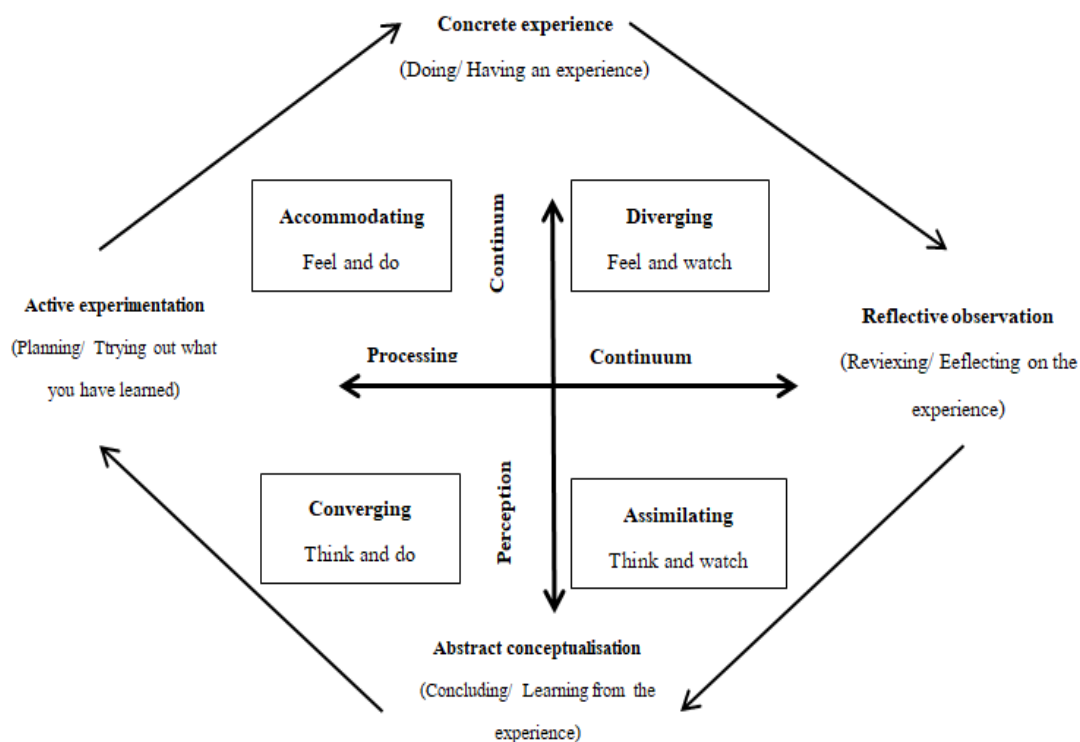 Concrete experience
(Doing/ Having an experience)
Accommodating
Feel and do
Continum
Diverging
Feel and watch
Active experimentation
(Planning/ Ttrying out what
you have learned)
Processing
Continuum
Reflective observation
(Reviexing/ Eeflecting on the
experience)
Converging
Think and do
Perception
Assimilating
Think and watch
Abstract conceptualisation
(Concluding/ Learning from the
experience)